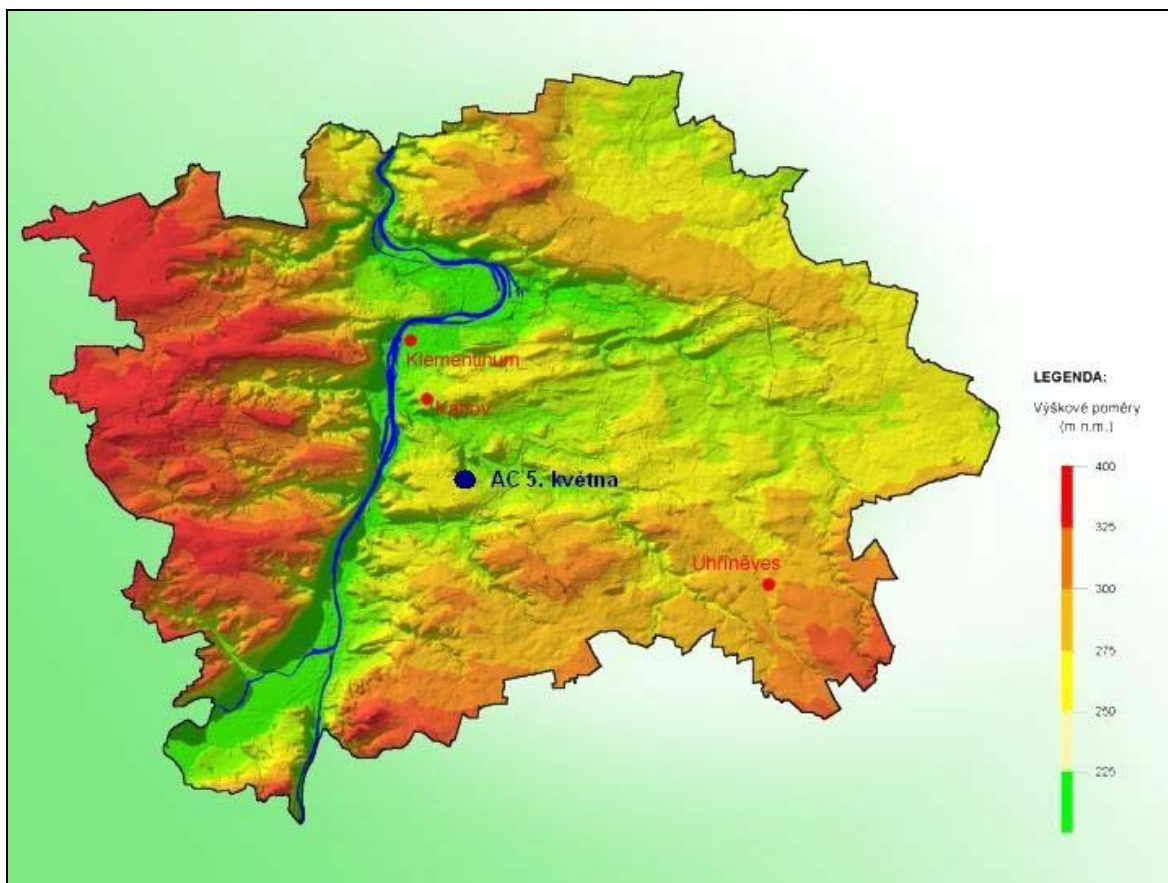 Klementinum
Karlov
AC 5. května
Uhříněves
LEGENDA:
Výškové poměry
(m n.m.)
400
325
300
275
250
225